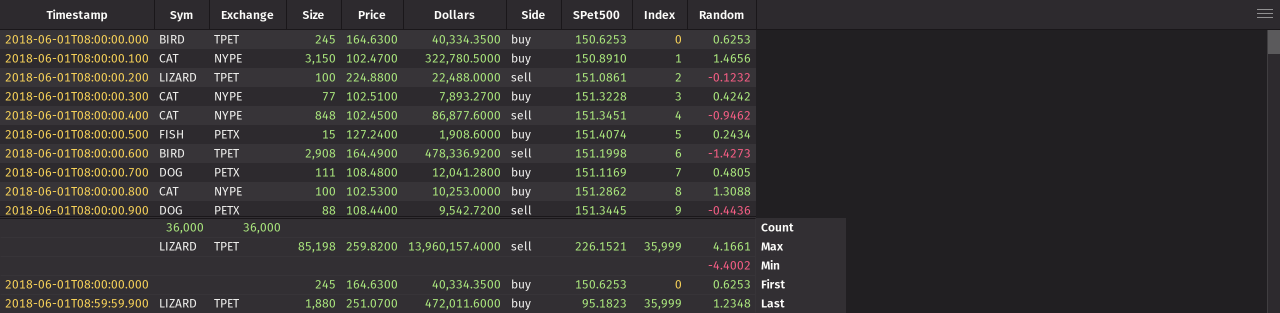 Timestamp Sym Exchange Size Price Dollars Side SPet500 Index Random
2018-06-01T08:00:00.000 BIRD TPET 245 164.6300 40,334.3500 buy 150.6253 0 0.6253
2018-06-01T08:00:00.100 CAT NYPE 3,150 102.4700 322,780.5000 buy 150.8910 1 1.4656
2018-06-01T08:00:00.200 LIZARD TPET 100 224.8800 22,488.0000 sell 151.0861 2 -0.1232
2018-06-01T08:00:00.300 CAT NYPE 77 102.5100 7,893.2700 buy 151.3228 3 0.4242
2018-06-01T08:00:00.400 CAT NYPE 848 102.4500 86,877.6000 sell 151.3451 4 -0.9462
2018-06-01T08:00:00.500 FISH PETX 15 127.2400 1,908.6000 buy 151.4074 5 0.2434
2018-06-01T08:00:00.600 BIRD TPET 2,908 164.4900 478,336.9200 sell 151.1998 6 -1.4273
2018-06-01T08:00:00.700 DOG PETX 111 108.4800 12,041.2800 buy 151.1169 7 0.4805
2018-06-01T08:00:00.800 CAT NYPE 100 102.5300 10,253.0000 buy 151.2862 8 1.3088
2018-06-01T08:00:00.900 DOG PETX 88 108.4400 9,542.7200 sell 151.3445 9 -0.4436
36,000 36,000 Count
LIZARD TPET 85,198 259.8200 13,960,157.4000 sell 226.1521 35,999 4.1661 Max
-4.4002 Min
2018-06-01T08:00:00.000 245 164.6300 40,334.3500 buy 150.6253 0 0.6253 First
2018-06-01T08:59:59.900 LIZARD TPET 1,880 251.0700 472,011.6000 buy 95.1823 35,999 1.2348 Last